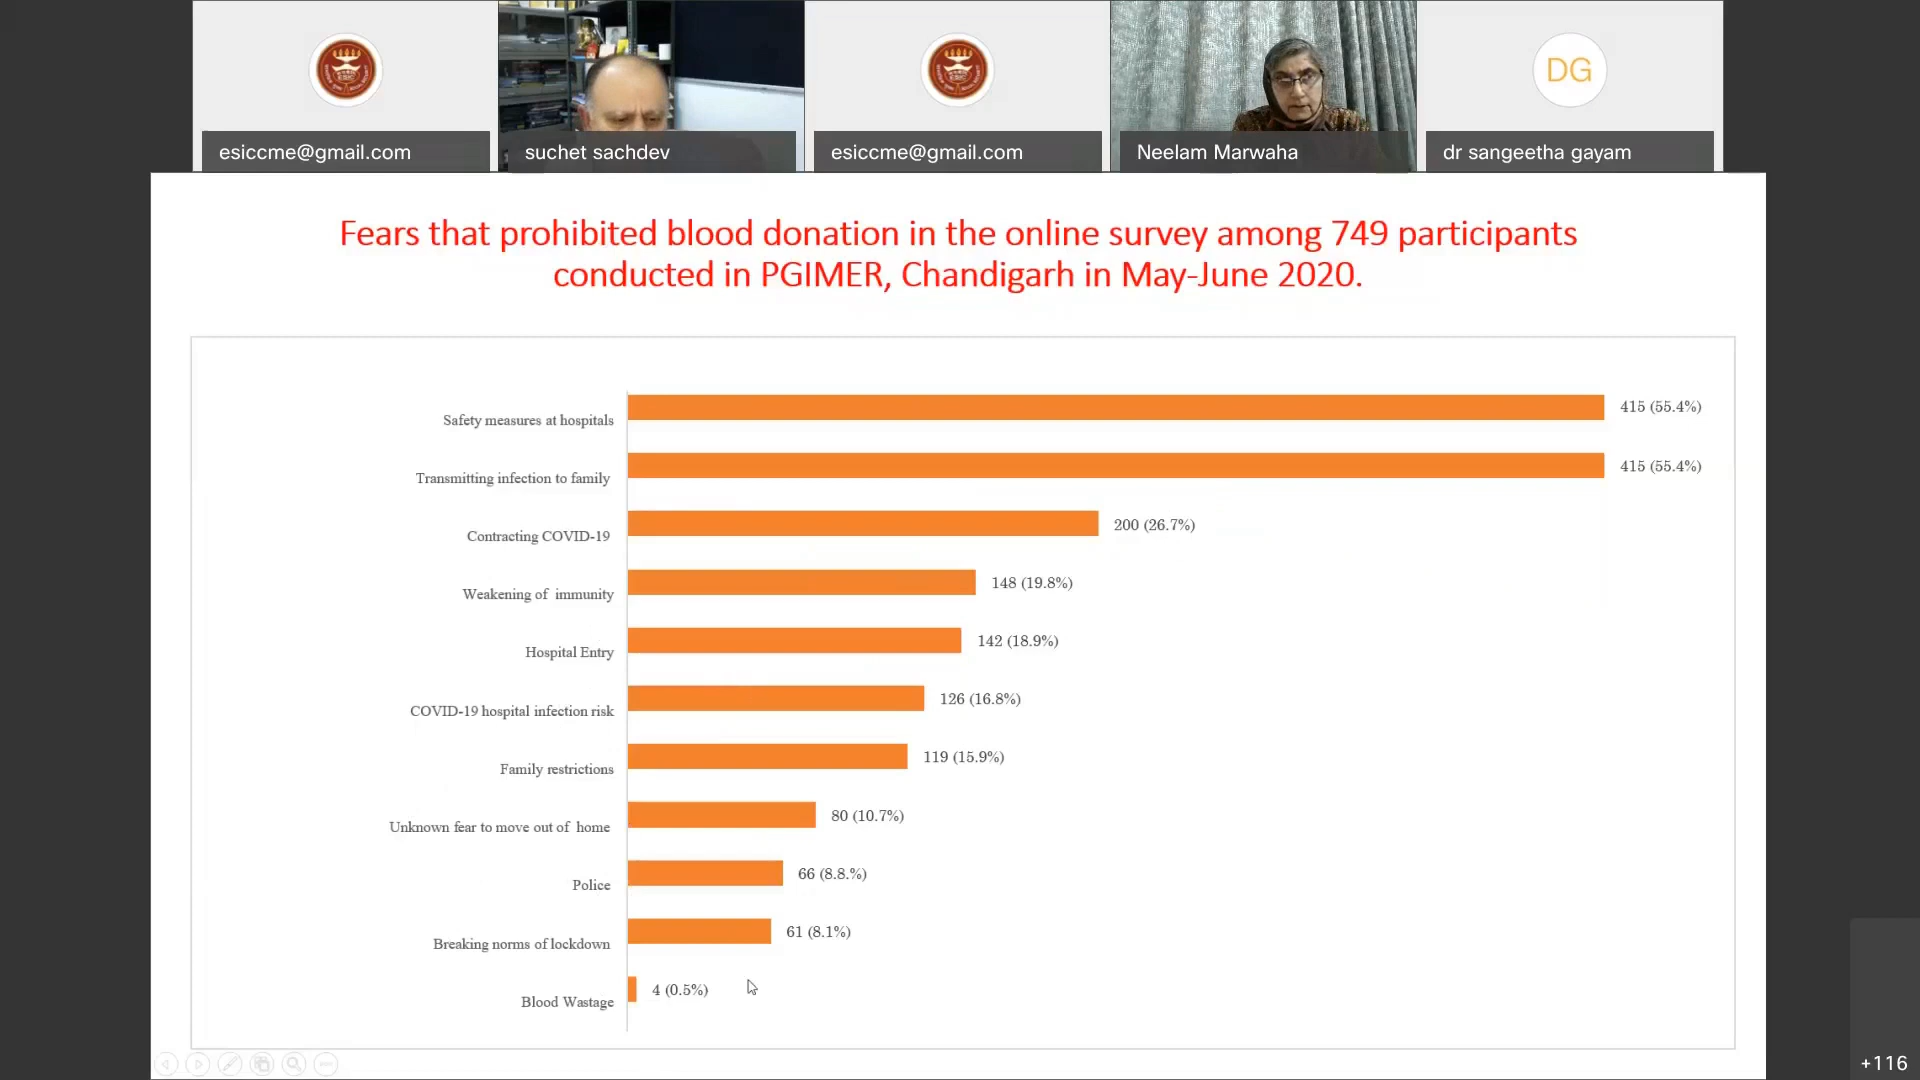 DG
esiccme@gmail.com
suchet sachdev
esiccme@gmail.com
Neelam Marwaha
dr sangeetha gayam
Fears that prohibited blood donation in the online survey among 749 participants
conducted in PGIMER, Chandigarh in May-June 2020.
Safety measures at hospitals 415 (55.4%)
Transmitting infection to family 415 (55.4%)
Contracting COVID-19 200 (26.7%)
Weakening of immunity 148 (19.8%)
Hospital Entry 142 (18.9%)
COVID-19 hospital infection risk 126 (16.8%)
Family restrictions 119 (15.9%)
Unknown fear to move out of home 80 (10.7%)
Police 66 (8.8.%)
Breaking norms of lockdown 61 (8.1%)
Blood Wastage 4 (0.5%)
+116